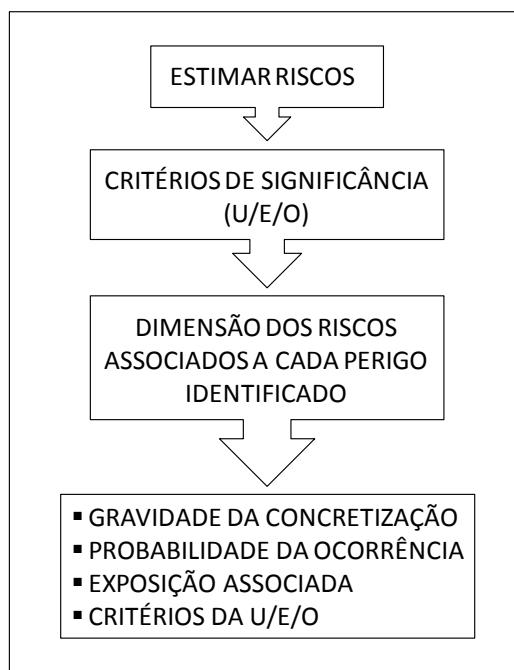 ESTIMAR RISCOS
CRITÉRIOS DE SIGNIFICÂNCIA
(U/E/O)
DIMENSÃO DOS RISCOS
ASSOCIADOS A CADA PERIGO
IDENTIFICADO
▪ GRAVIDADE DA CONCRETIZAÇÃO
▪ PROBABILIDADE DA OCORRÊNCIA
▪ EXPOSIÇÃO ASSOCIADA
▪ CRITÉRIOS DA U/E/O